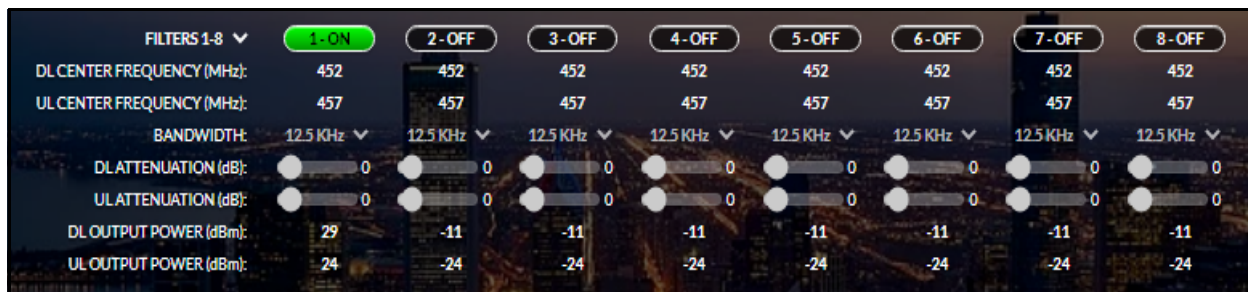 FILTERS 1-8 1 - ON 2 - OFF 3 - OFF 4 - OFF 5 - OFF 6 - OFF 7 - OFF 8 - OFF
DL CENTER FREQUENCY (MHz): 452 452 452 452 452 452 452 452
UL CENTER FREQUENCY (MHz): 457 457 457 457 457 457 457 457
BANDWIDTH: 12.5 KHz 12.5 KHz 12.5 KHz 12.5 KHz 12.5 KHz 12.5 KHz 12.5 KHz 12.5 KHz
DL ATTENUATION (dB): 0 0 0 0 0 0 0 0
UL ATTENUATION (dB): 0 0 0 0 0 0 0 0
DL OUTPUT POWER (dBm): 29 -11 -11 -11 -11 -11 -11 -11
UL OUTPUT POWER (dBm): 24 -24 -24 -24 -24 -24 -24 -24